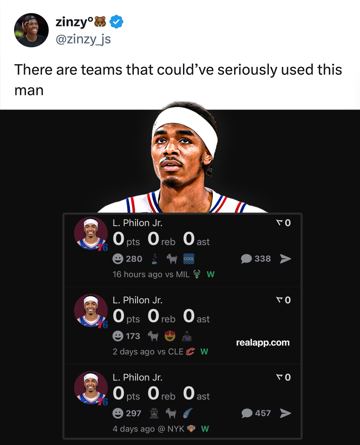 zinzyº🐻
@zinzy_js
There are teams that could've seriously used this
man
L. Philon Jr.
0
0 pts 0 reb 0 ast
280
COOL
338
16 hours ago vs MIL W
L. Philon Jr.
0
0 pts 0 reb 0 ast
173
realapp.com
2 days ago vs CLE W
L. Philon Jr.
0
0 pts 0 reb 0 ast
297
457
4 days ago @ NYK W